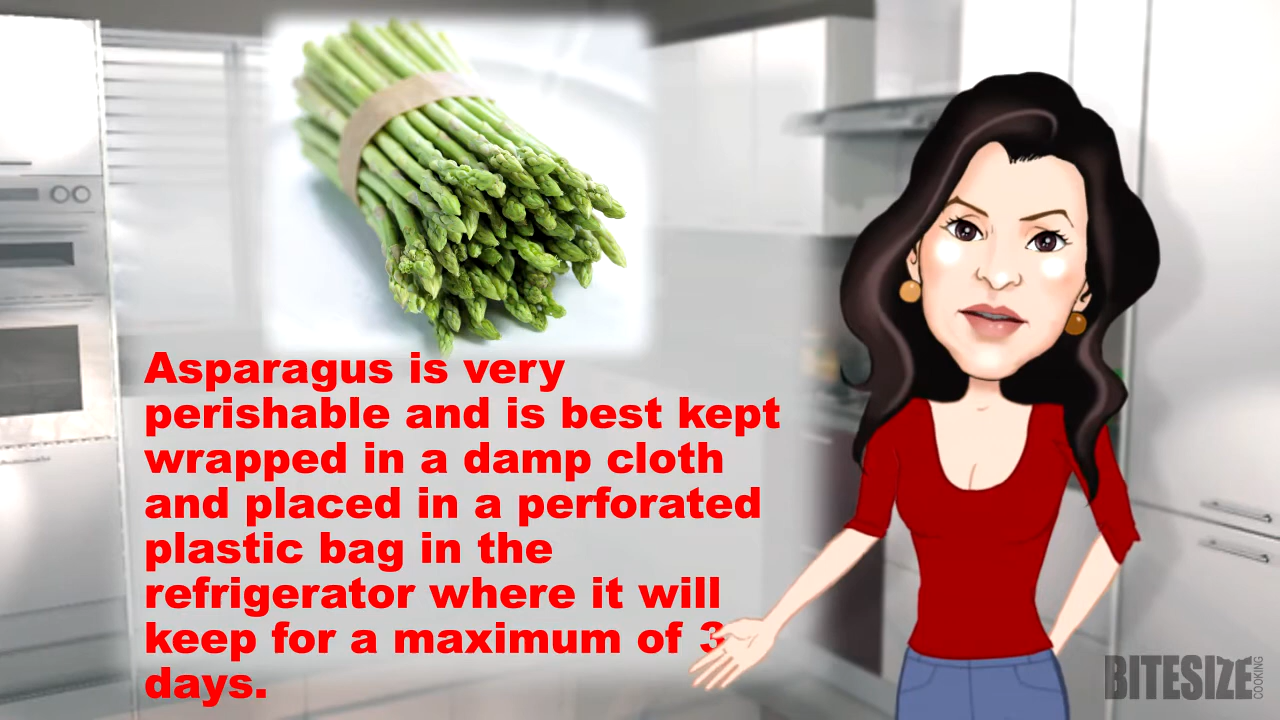 Asparagus is very
perishable and is best kept
wrapped in a damp cloth
and placed in a perforated
plastic bag in the
refrigerator where it will
keep for a maximum of 3
days.
BITESIZE COOKING